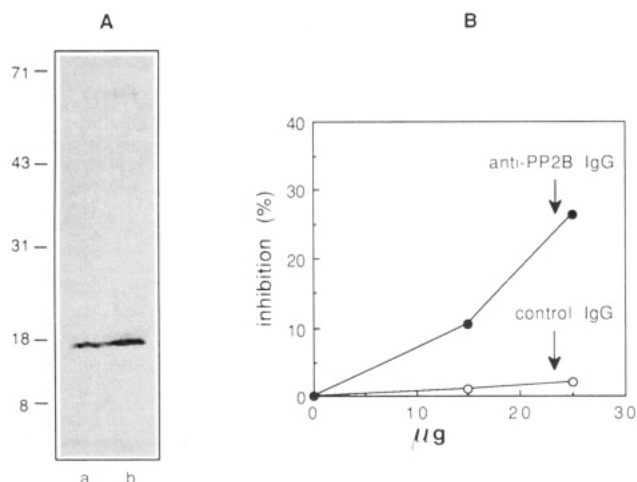 A
71
43
31
18
8
a b
B
40
30
20
10
0
inhibition (%)
anti-PP2B IgG
control IgG
0 10 20 30
µg